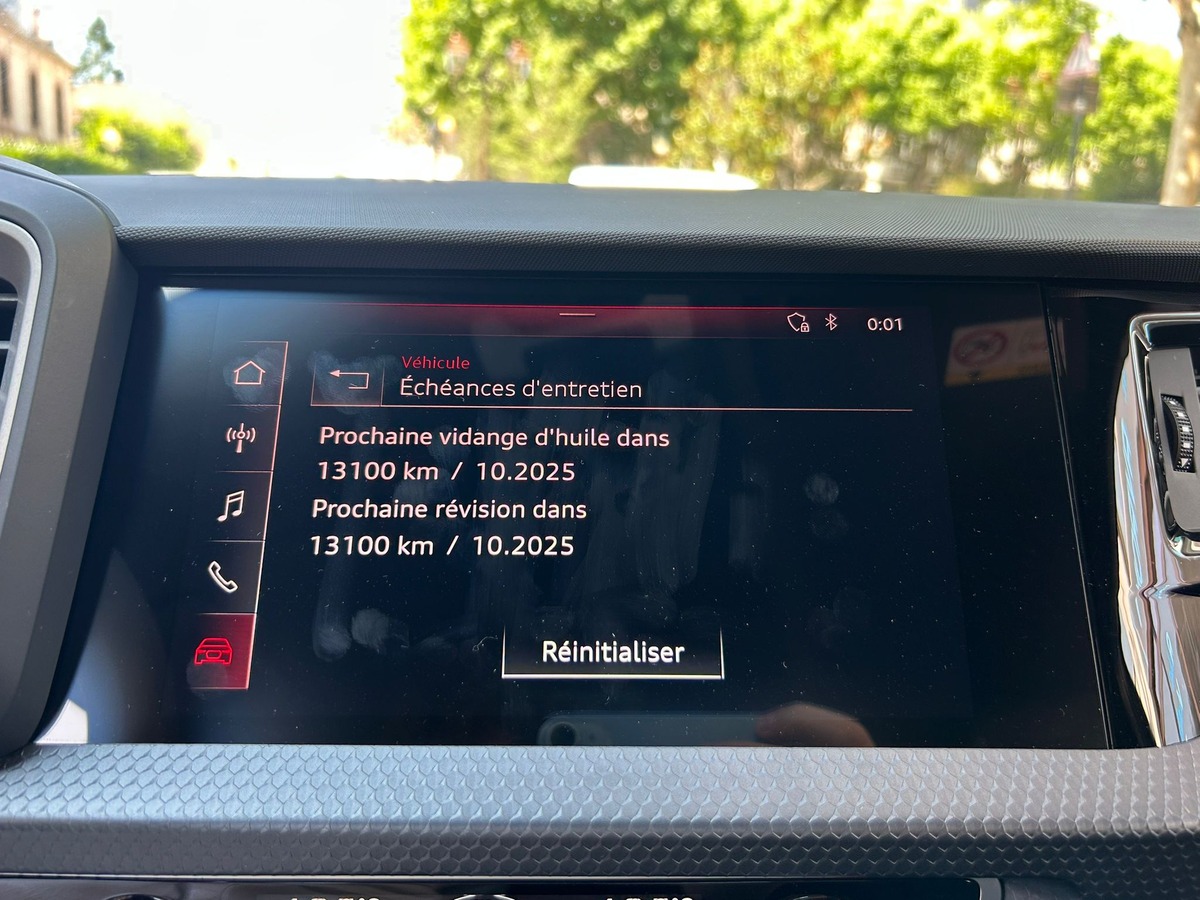 0:01
Véhicule
Échéances d'entretien
Prochaine vidange d'huile dans
13100 km / 10.2025
Prochaine révision dans
13100 km / 10.2025
Réinitialiser